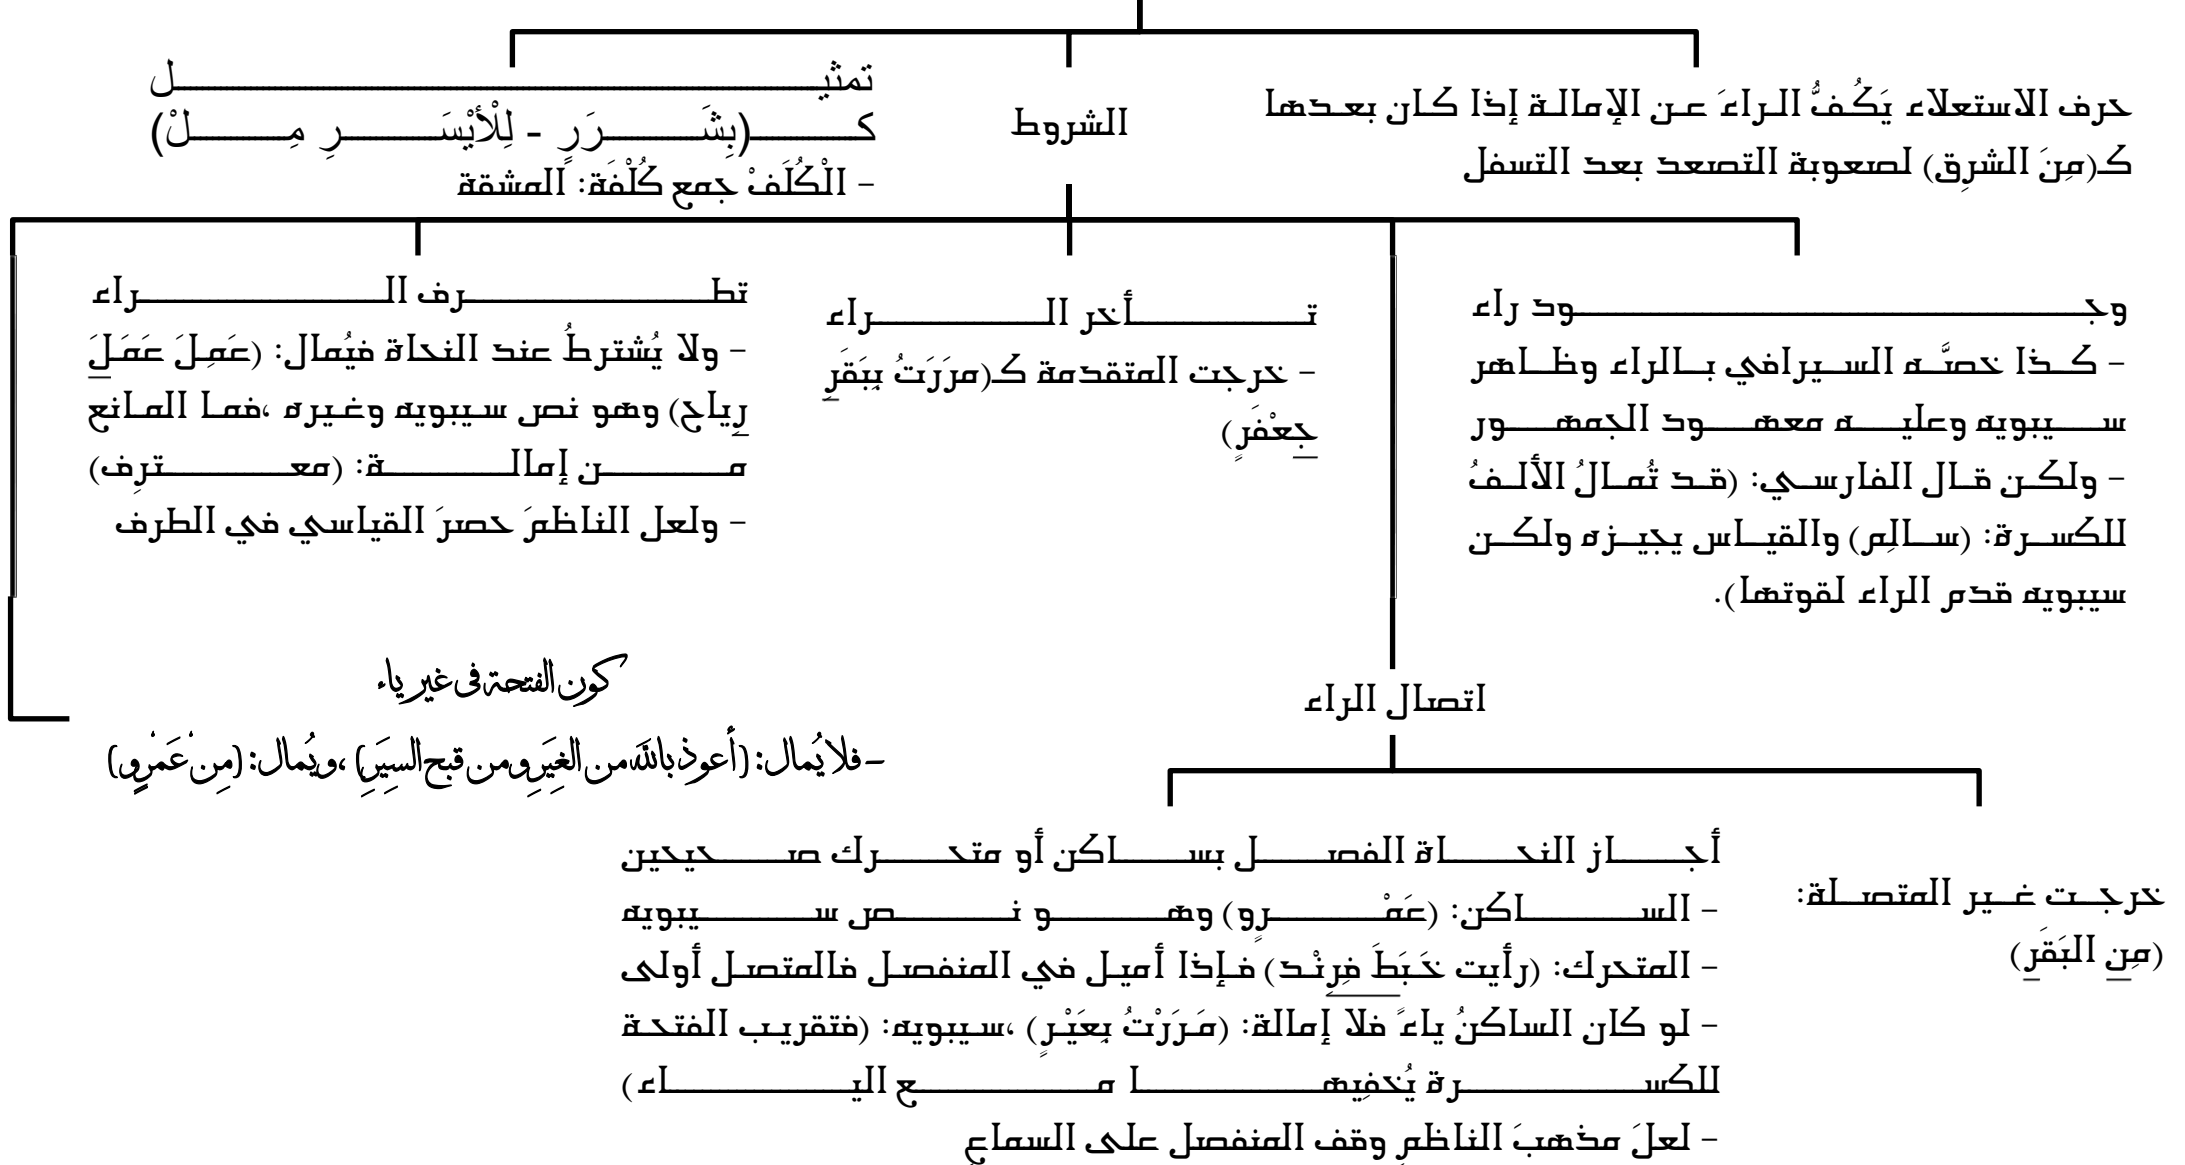 حرف الاستعلاء يَكُفُّ الراءَ عن الإمالة إذا كان بعدها
كـ(مِنَ الشرِق) لصعوبة التصعد بعد التسفل
الشروط
تمثيل
كـ(بِشَرَرٍ - لِلْأَيْسَرِ مِلْ)
- الْكُلَفْ جمع كُلْفَة: المشقة
وجود راء
- كذا خصَّه السيرافي بالراء وظاهر
سيبويه وعليه معهود الجمهور
- ولكن قال الفارسي: (قد تُمالُ الألفُ
للكسرة: (سالِم) والقياس يجيزه ولكن
سيبويه قدم الراء لقوتها).
تأخر الراء
- خرجت المتقدمة كـ(مرَرَتُ بِبَقَرِ
جِعْفَرٍ)
تطرف الراء
- ولا يُشترطُ عند النحاة فيُمال: (عَمِلَ عَمَلَ
رِياح) وهو نص سيبويه وغيره ،فما المانع
من إمالة: (معترِف)
- ولعل الناظمَ حصرَ القياسي في الطرف
كون الفتحة في غير ياء
- فلا يُمال: (أعوذ بالله من الغِيَرِ ومن قبح السِيَرِ) ،ويُمال: (مِن عَمْرٍو)
اتصال الراء
خرجت غير المتصلة:
(مِن البَقَرِ)
أجاز النحاة الفصل بساكن أو متحرك صحيحين
- الساكن: (عَمْرٍو) وهو نص سيبويه
- المتحرك: (رأيت خَبَطَ فِرِنْد) فإذا أميل في المنفصل فالمتصل أولى
- لو كان الساكنُ ياءً فلا إمالة: (مَرَرْتُ بِعَيْرٍ) ،سيبويه: (فتقريب الفتحة
للكسرة يُخفِيها مع الياء)
- لعلَ مذهبَ الناظمِ وقف المنفصل على السماعِ